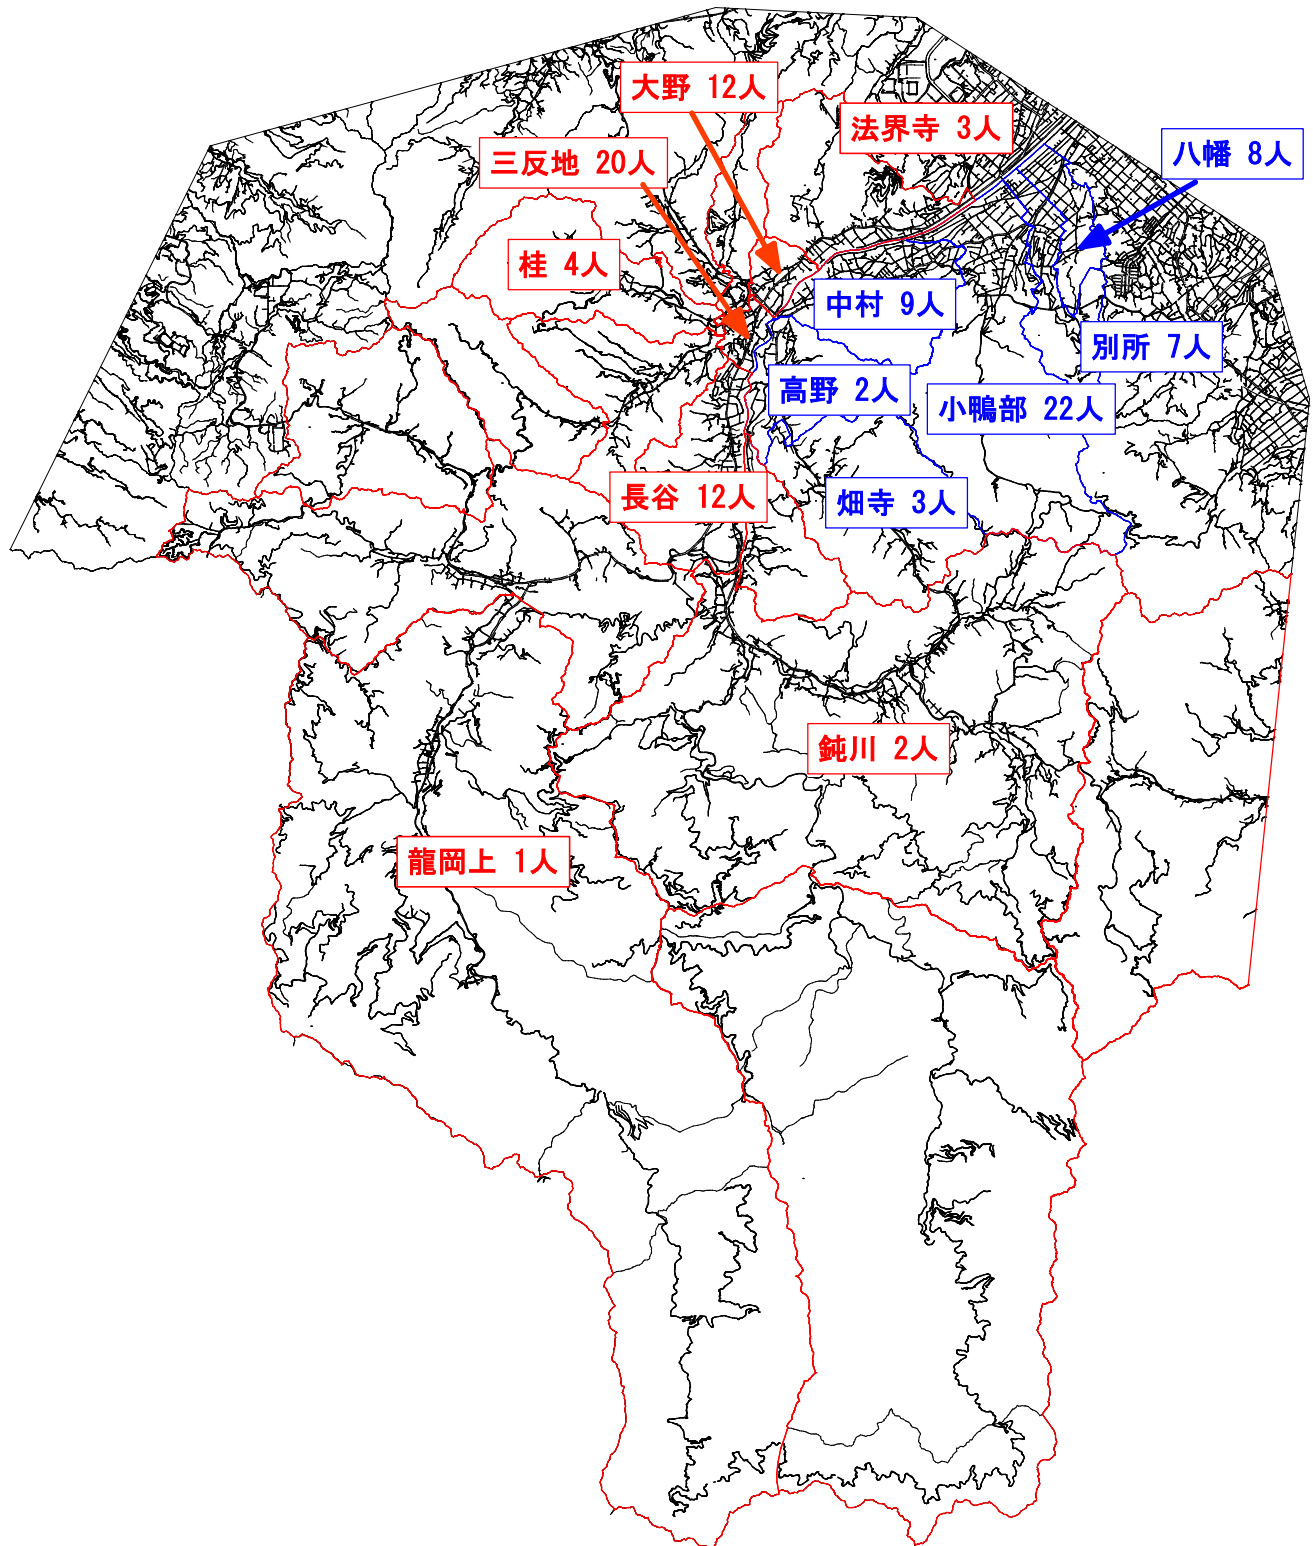 大野 12人
法界寺 3人
八幡 8人
三反地 20人
桂 4人
中村 9人
別所 7人
高野 2人
小鴨部 22人
長谷 12人
畑寺 3人
鈍川 2人
龍岡上 1人